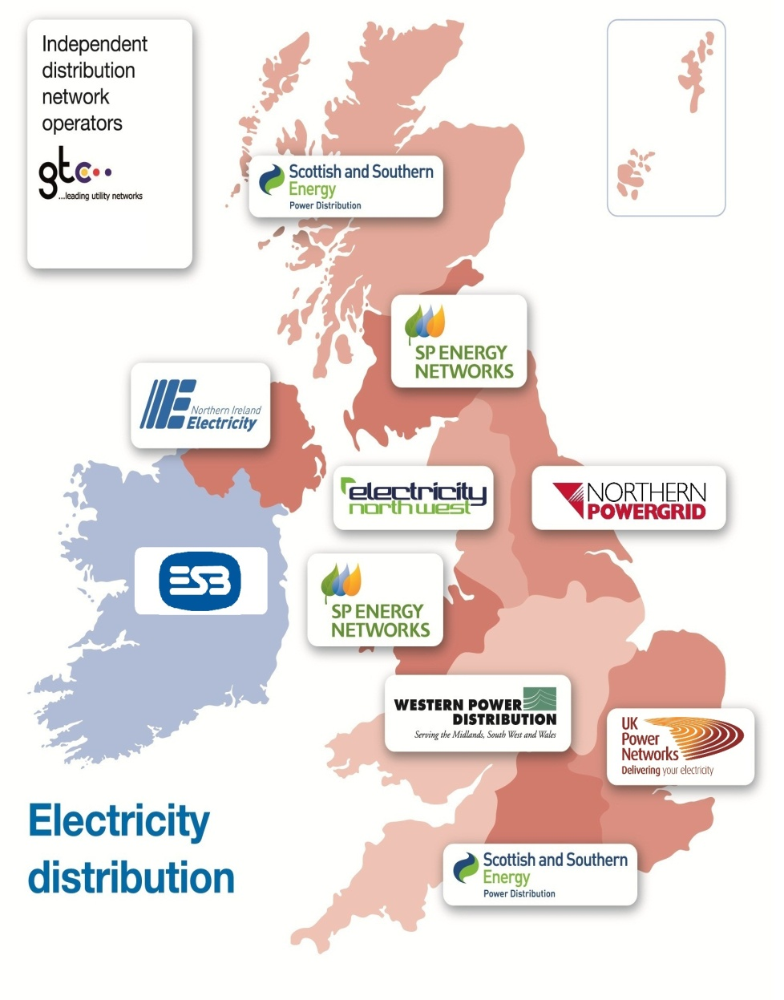 Independent
distribution
network
operators
gtc
...leading utility networks
Scottish and Southern
Energy
Power Distribution
SP ENERGY
NETWORKS
Northern Ireland
Electricity
electricity
northwest
NORTHERN
POWERGRID
ESB
SP ENERGY
NETWORKS
WESTERN POWER
DISTRIBUTION
Serving the Midlands, South West and Wales
UK
Power
Networks
Delivering your electricity
Electricity
distribution
Scottish and Southern
Energy
Power Distribution